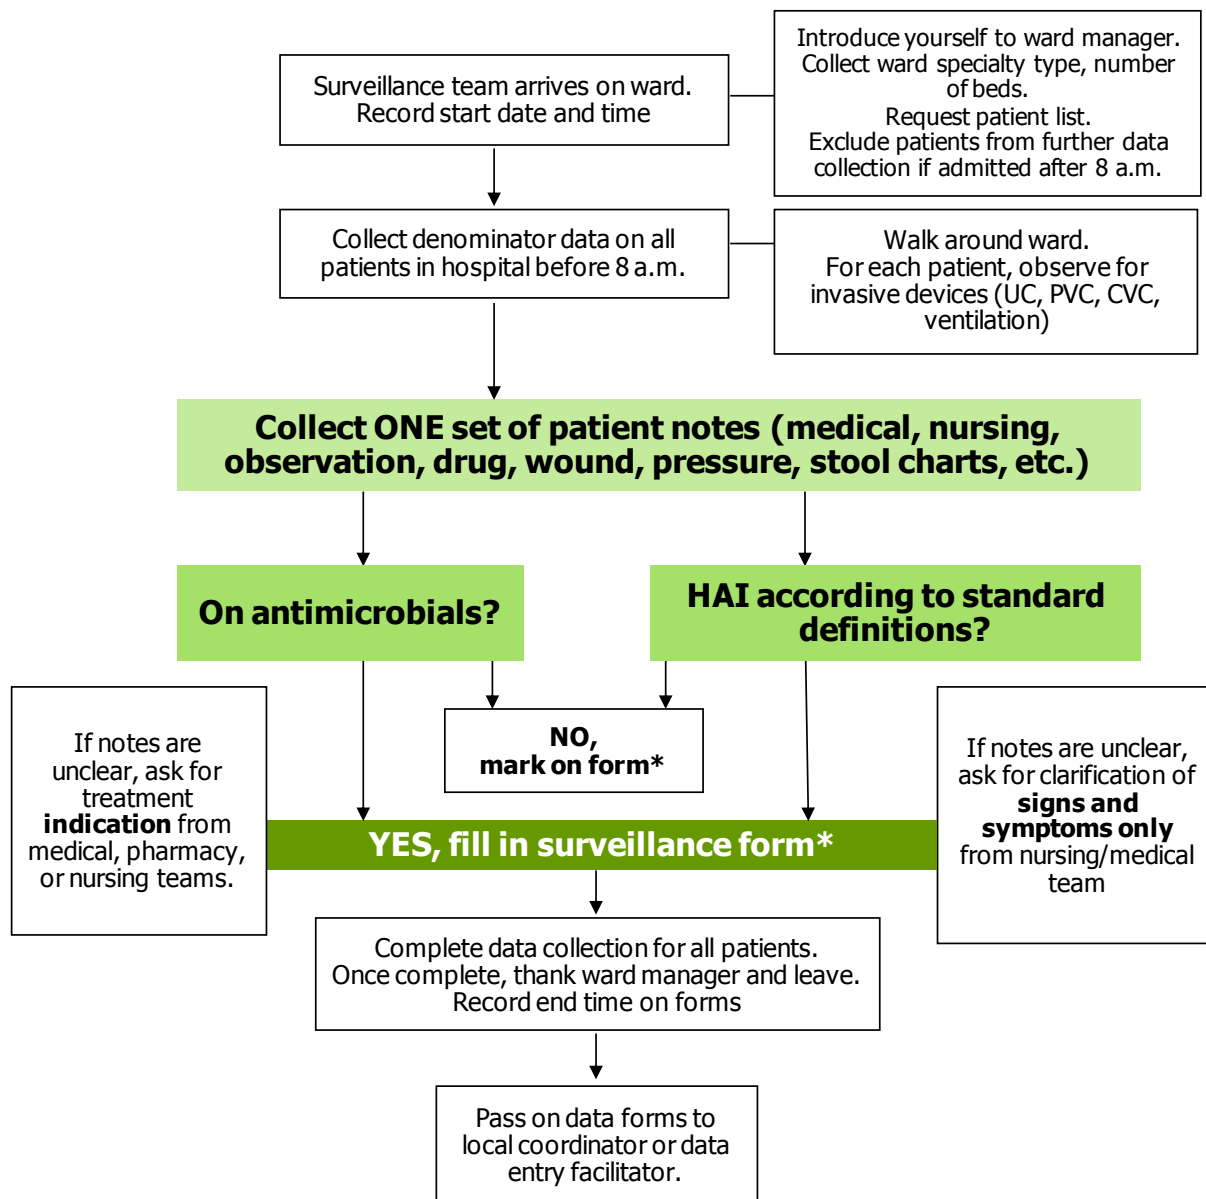 Surveillance team arrives on ward.
Record start date and time
Introduce yourself to ward manager.
Collect ward specialty type, number
of beds.
Request patient list.
Exclude patients from further data
collection if admitted after 8 a.m.
Collect denominator data on all
patients in hospital before 8 a.m.
Walk around ward.
For each patient, observe for
invasive devices (UC, PVC, CVC,
ventilation)
Collect ONE set of patient notes (medical, nursing,
observation, drug, wound, pressure, stool charts, etc.)
On antimicrobials?
HAI according to standard
definitions?
If notes are
unclear, ask for
treatment
indication from
medical, pharmacy,
or nursing teams.
NO,
mark on form*
If notes are unclear,
ask for clarification of
signs and
symptoms only
from nursing/medical
team
YES, fill in surveillance form*
Complete data collection for all patients.
Once complete, thank ward manager and leave.
Record end time on forms
Pass on data forms to
local coordinator or data
entry facilitator.